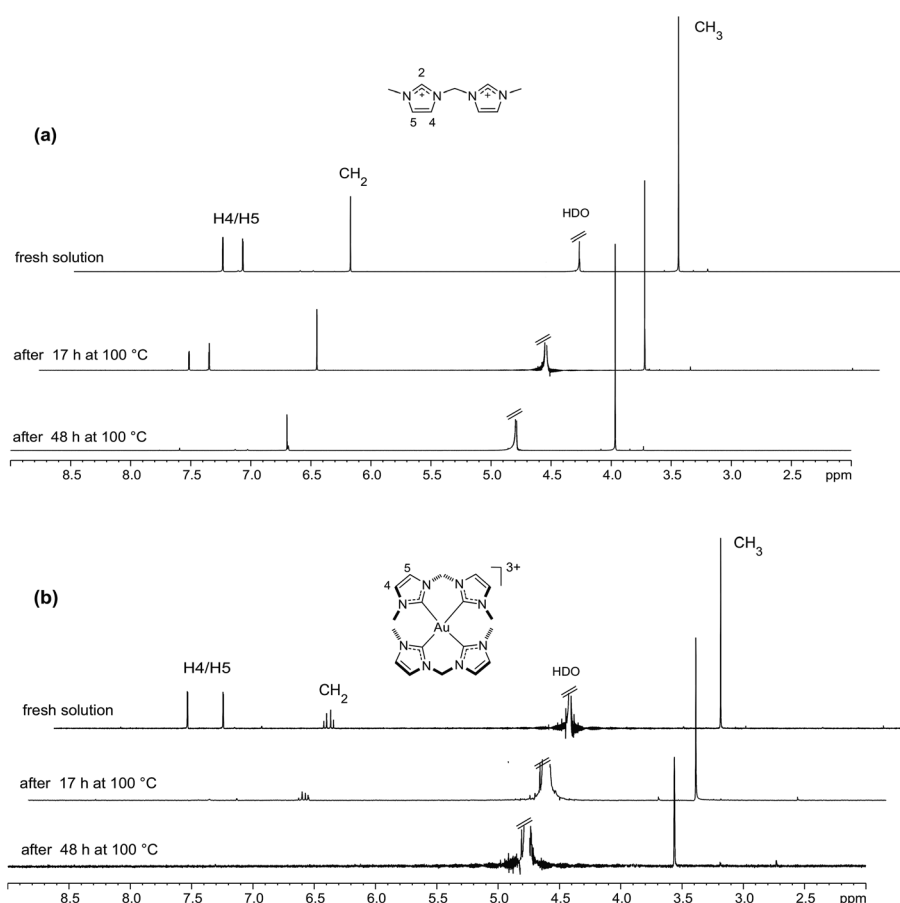 CH3
2
N N N N
+ +
5 4
(a)
CH2
H4/H5
HDO
fresh solution
after 17 h at 100 °C
after 48 h at 100 °C
8.5 7.5 7.0 6.5 6.0 5.5 5.0 4.5 4.0 3.5 3.0 2.5 ppm
CH3
3+
5
4 N N
N N
(b)
Au
N N
N N
H4/H5
CH2
HDO
fresh solution
after 17 h at 100 °C
after 48 h at 100 °C
8.5 7.5 7.0 6.5 6.0 5.5 5.0 4.5 4.0 3.5 3.0 2.5 ppm